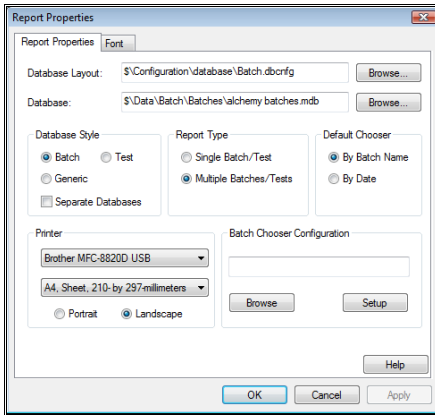 Report Properties
Report Properties Font
Database Layout: $\Configuration\database\Batch.dbcnfg Browse...
Database: $\Data\Batch\Batches\alchemy batches.mdb Browse...
Database Style Report Type Default Chooser
Batch Test Single Batch/Test By Batch Name
Generic Multiple Batches/Tests By Date
Separate Databases
Printer Batch Chooser Configuration
Brother MFC-8820D USB
A4, Sheet, 210- by 297-millimeters
Browse Setup
Portrait Landscape
Help
OK Cancel Apply